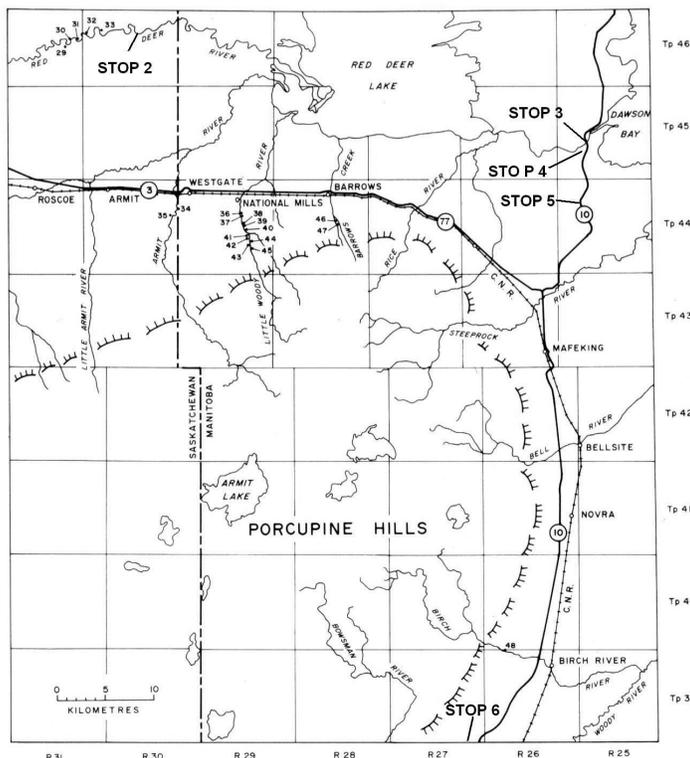 30 31 32 33
29
RED DEER RIVER
STOP 2
RED DEER
LAKE
Tp 46
STOP 3
DAWSON
BAY
Tp 45
STO P 4
RIVER
RIVER
CREEK
WESTGATE
BARROWS
RIVER
STOP 5
3
ROSCOE ARMIT
NATIONAL MILLS
10
34
35
36 38
37 39
40
41 44
42
43 45
46
47
77
Tp 44
ARMIT
LITTLE WOODY
BARROWS
RICE
C.N.R.
RIVER
LITTLE ARMIT RIVER
STEEPROCK
Tp 43
MAFEKING
SASKATCHEWAN
MANITOBA
Tp 42
RIVER
BELL
BELLSITE
ARMIT
LAKE
Tp 41
NOVRA
PORCUPINE HILLS
10
C.N.R.
Tp 4
BIRCH
BOWSMAN
RIVER
48
BIRCH RIVER
RIVER
WOODY RIVER
0 5 10
KILOMETRES
STOP 6
Tp 3
R 31 R 30 R 29 R 28 R 27 R 26 R 25